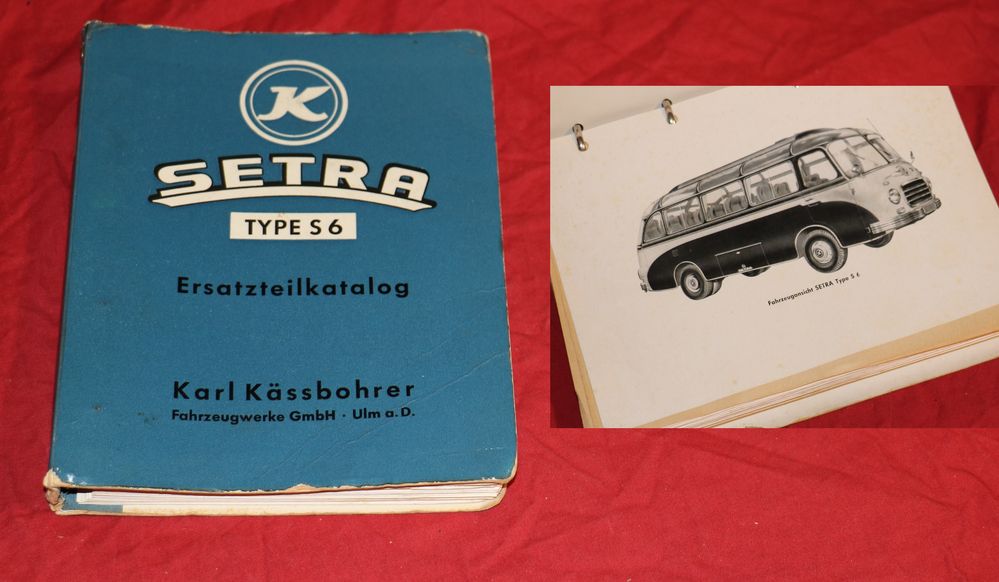 K
SETRA
TYPE S 6
Ersatzteilkatalog
Karl Kässbohrer
Fahrzeugwerke GmbH · Ulm a. D.
Fahrzeugansicht SETRA Type S 6